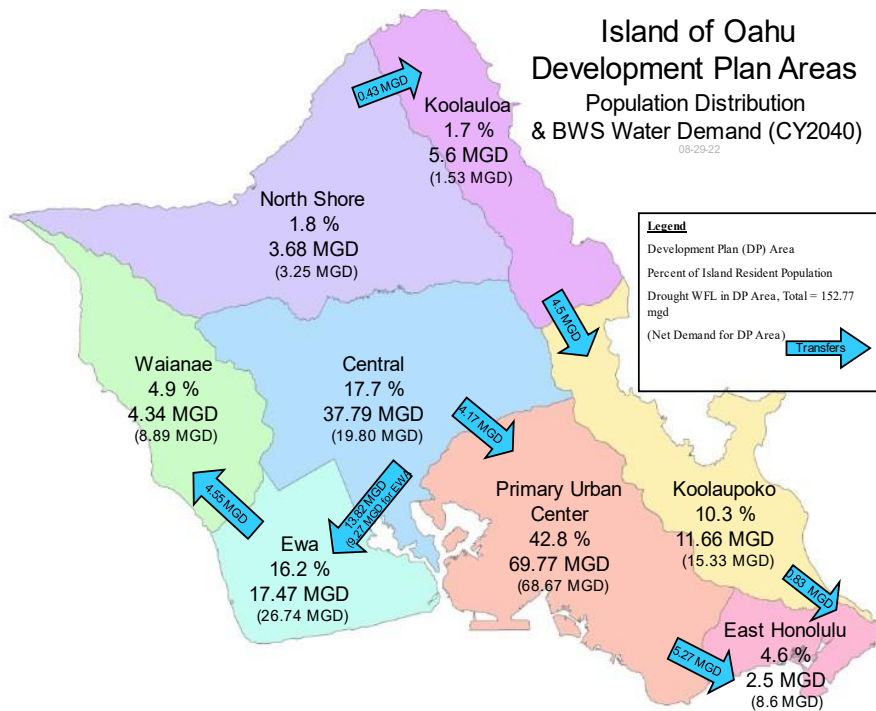 Island of Oahu
Development Plan Areas
Population Distribution
& BWS Water Demand (CY2040)
08-29-22
0.43 MGD
Koolauloa
1.7 %
5.6 MGD
(1.53 MGD)
North Shore
1.8 %
3.68 MGD
(3.25 MGD)
Legend
Development Plan (DP) Area
Percent of Island Resident Population
Drought WFL in DP Area, Total = 152.77
mgd
(Net Demand for DP Area)
Transfers
4.5 MGD
Waianae
4.9 %
4.34 MGD
(8.89 MGD)
Central
17.7 %
37.79 MGD
(19.80 MGD)
4.17 MGD
4.55 MGD
13.82 MGD
(9.27 MGD for EWA
Ewa
16.2 %
17.47 MGD
(26.74 MGD)
Primary Urban
Center
42.8 %
69.77 MGD
(68.67 MGD)
Koolaupoko
10.3 %
11.66 MGD
(15.33 MGD)
0.83 MGD
5.27 MGD
East Honolulu
4.6 %
2.5 MGD
(8.6 MGD)